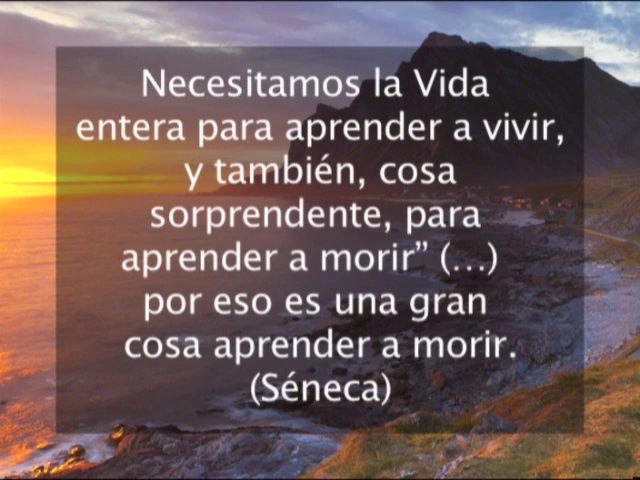 Necesitamos la Vida
entera para aprender a vivir,
y también, cosa
sorprendente, para
aprender a morir” (...)
por eso es una gran
cosa aprender a morir.
(Séneca)